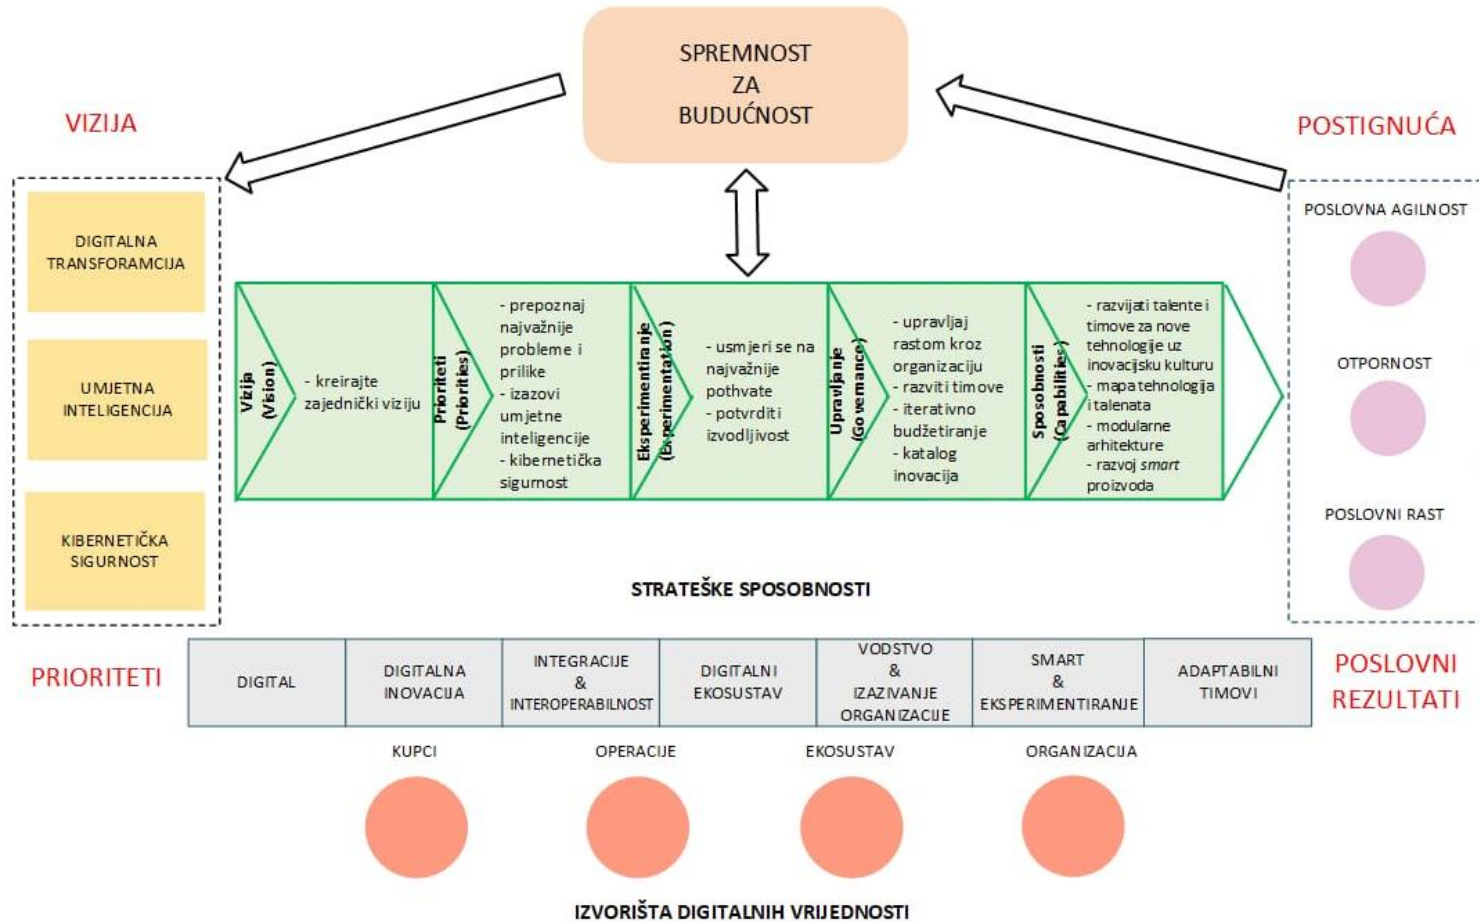 SPREMNOST
ZA
BUDUĆNOST
VIZIJA
POSTIGNUĆA
DIGITALNA
TRANSFORAMCIJA
UMJETNA
INTELIGENCIJA
KIBERNETIČKA
SIGURNOST
Vizija
(Vision)
- kreirajte
zajednički viziju
Prioriteti
(Priorities)
- prepoznaj
najvažnije
probleme i
prilike
- izazovi
umjetne
inteligencije
- kibernetička
sigurnost
Eksperimentiranje
(Experimentation)
- usmjeri se na
najvažnije
pothvate
- potvrditi
izvodljivost
Upravljanje
(Governance)
- upravljaj
rastom kroz
organizaciju
- razviti timove
- iterativno
budžetiranje
- katalog
inovacija
Sposobnosti
(Capabilities)
- razvijati talente i
timove za nove
tehnologije uz
inovacijsku kulturu
- mapa tehnologija
i talenata
- modularne
arhitekture
- razvoj smart
proizvoda
POSLOVNA AGILNOST
OTPORNOST
POSLOVNI RAST
STRATEŠKE SPOSOBNOSTI
PRIORITETI
DIGITAL
DIGITALNA
INOVACIJA
INTEGRACIJE
&
INTEROPERABILNOST
DIGITALNI
EKOSUSTAV
VODSTVO
&
IZAZIVANJE
ORGANIZACIJE
SMART
&
EKSPERIMENTIRANJE
ADAPTABILNI
TIMOVI
POSLOVNI
REZULTATI
KUPCI
OPERACIJE
EKOSUSTAV
ORGANIZACIJA
IZVORIŠTA DIGITALNIH VRIJEDNOSTI